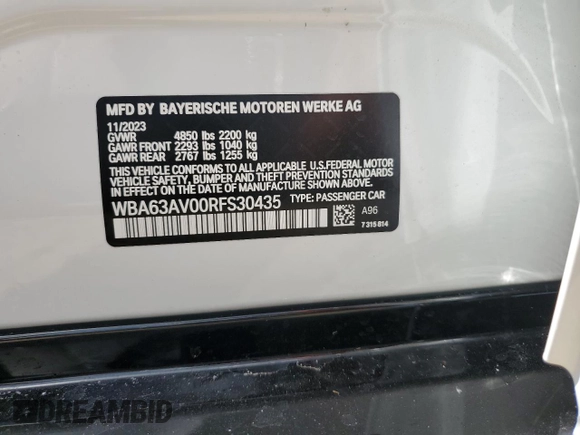 MFD BY BAYERISCHE MOTOREN WERKE AG
11/2023
GVWR 4850 lbs 2200 kg
GAWR FRONT 2293 lbs 1040 kg
GAWR REAR 2767 lbs 1255 kg
THIS VEHICLE CONFORMS TO ALL APPLICABLE U.S.FEDERAL MOTOR
VEHICLE SAFETY, BUMPER AND THEFT PREVENTION STANDARDS IN
EFFECT ON THE DATE OF MANUFACTURE SHOWN ABOVE.
WBA63AV00RFS30435 TYPE: PASSENGER CAR
A96
7 315 814
DREAMBID